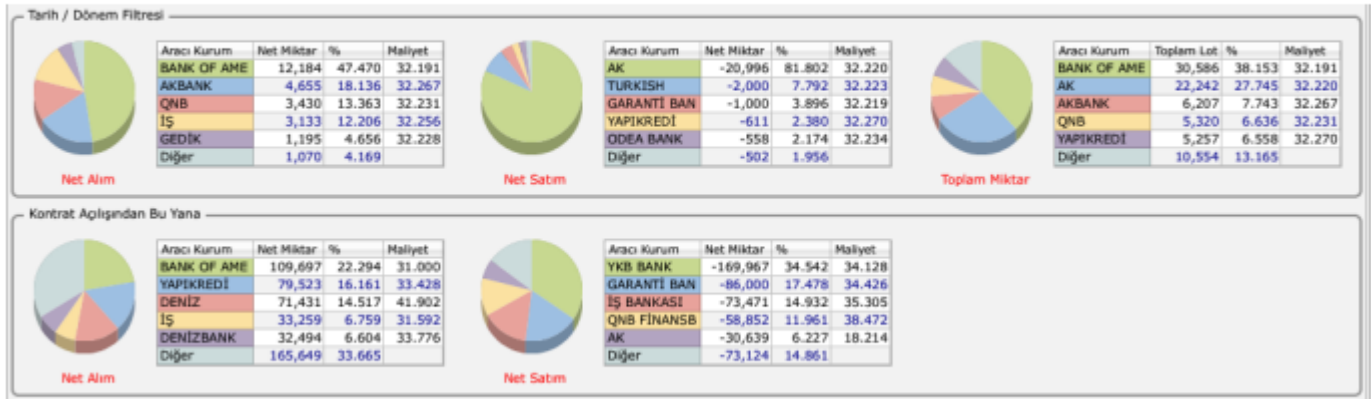 Tarih / Dönem Filtresi
Aracı Kurum Net Miktar % Maliyet
BANK OF AME 12,184 47.470 32.191
AKBANK 4,655 18.136 32.267
QNB 3,430 13.363 32.231
İŞ 3,133 12.206 32.256
GEDİK 1,195 4.656 32.228
Diğer 1,070 4.169
Net Alım
Aracı Kurum Net Miktar % Maliyet
AK -20,996 81.802 32.220
TURKISH -2,000 7.792 32.223
GARANTİ BAN -1,000 3.896 32.219
YAPIKREDİ -611 2.380 32.270
ODEA BANK -558 2.174 32.234
Diğer -502 1.956
Net Satım
Aracı Kurum Toplam Lot % Maliyet
BANK OF AME 30,586 38.153 32.191
AK 22,242 27.745 32.220
AKBANK 6,207 7.743 32.267
QNB 5,320 6.636 32.231
YAPIKREDİ 5,257 6.558 32.270
Diğer 10,554 13.165
Toplam Miktar
Kontrat Açılışından Bu Yana
Aracı Kurum Net Miktar % Maliyet
BANK OF AME 109,697 22.294 31.000
YAPIKREDİ 79,523 16.161 33.428
DENİZ 71,431 14.517 41.902
İŞ 33,259 6.759 31.592
DENİZBANK 32,494 6.604 33.776
Diğer 165,649 33.665
Net Alım
Aracı Kurum Net Miktar % Maliyet
YKB BANK -169,967 34.542 34.128
GARANTİ BAN -86,000 17.478 34.426
İŞ BANKASI -73,471 14.932 35.305
QNB FİNANSB -58,852 11.961 38.472
AK -30,639 6.227 18.214
Diğer -73,124 14.861
Net Satım